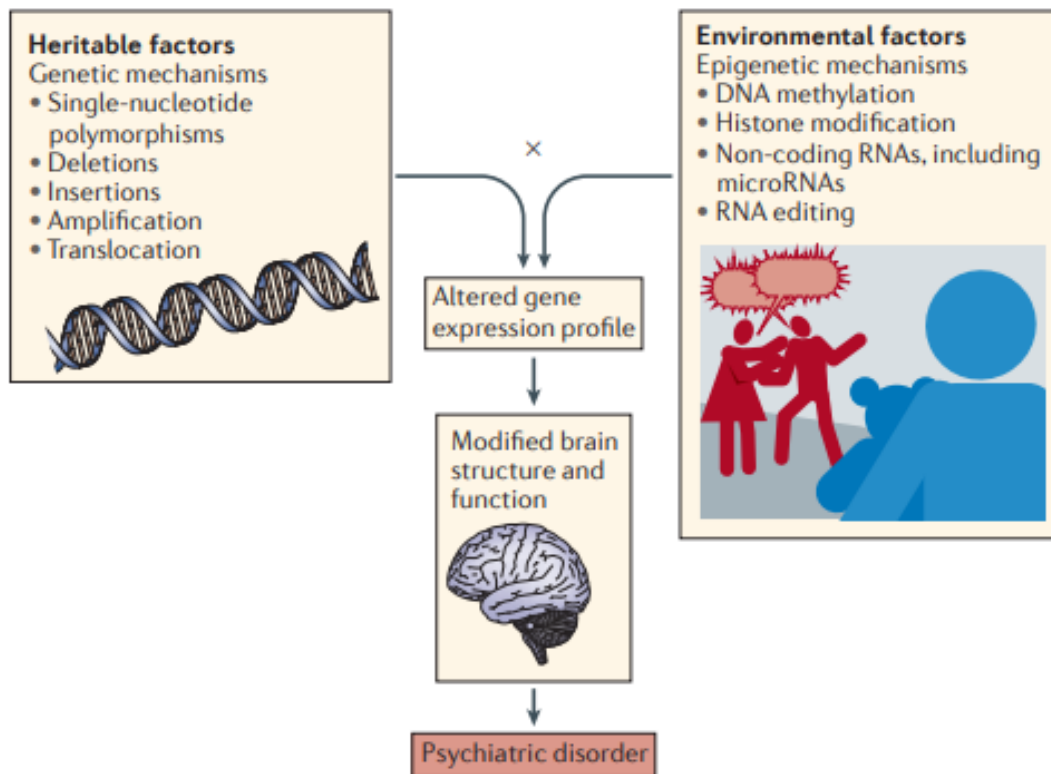 Heritable factors
Genetic mechanisms
• Single-nucleotide
polymorphisms
• Deletions
• Insertions
• Amplification
• Translocation
×
Environmental factors
Epigenetic mechanisms
• DNA methylation
• Histone modification
• Non-coding RNAs, including
microRNAs
• RNA editing
Altered gene
expression profile
Modified brain
structure and
function
Psychiatric disorder